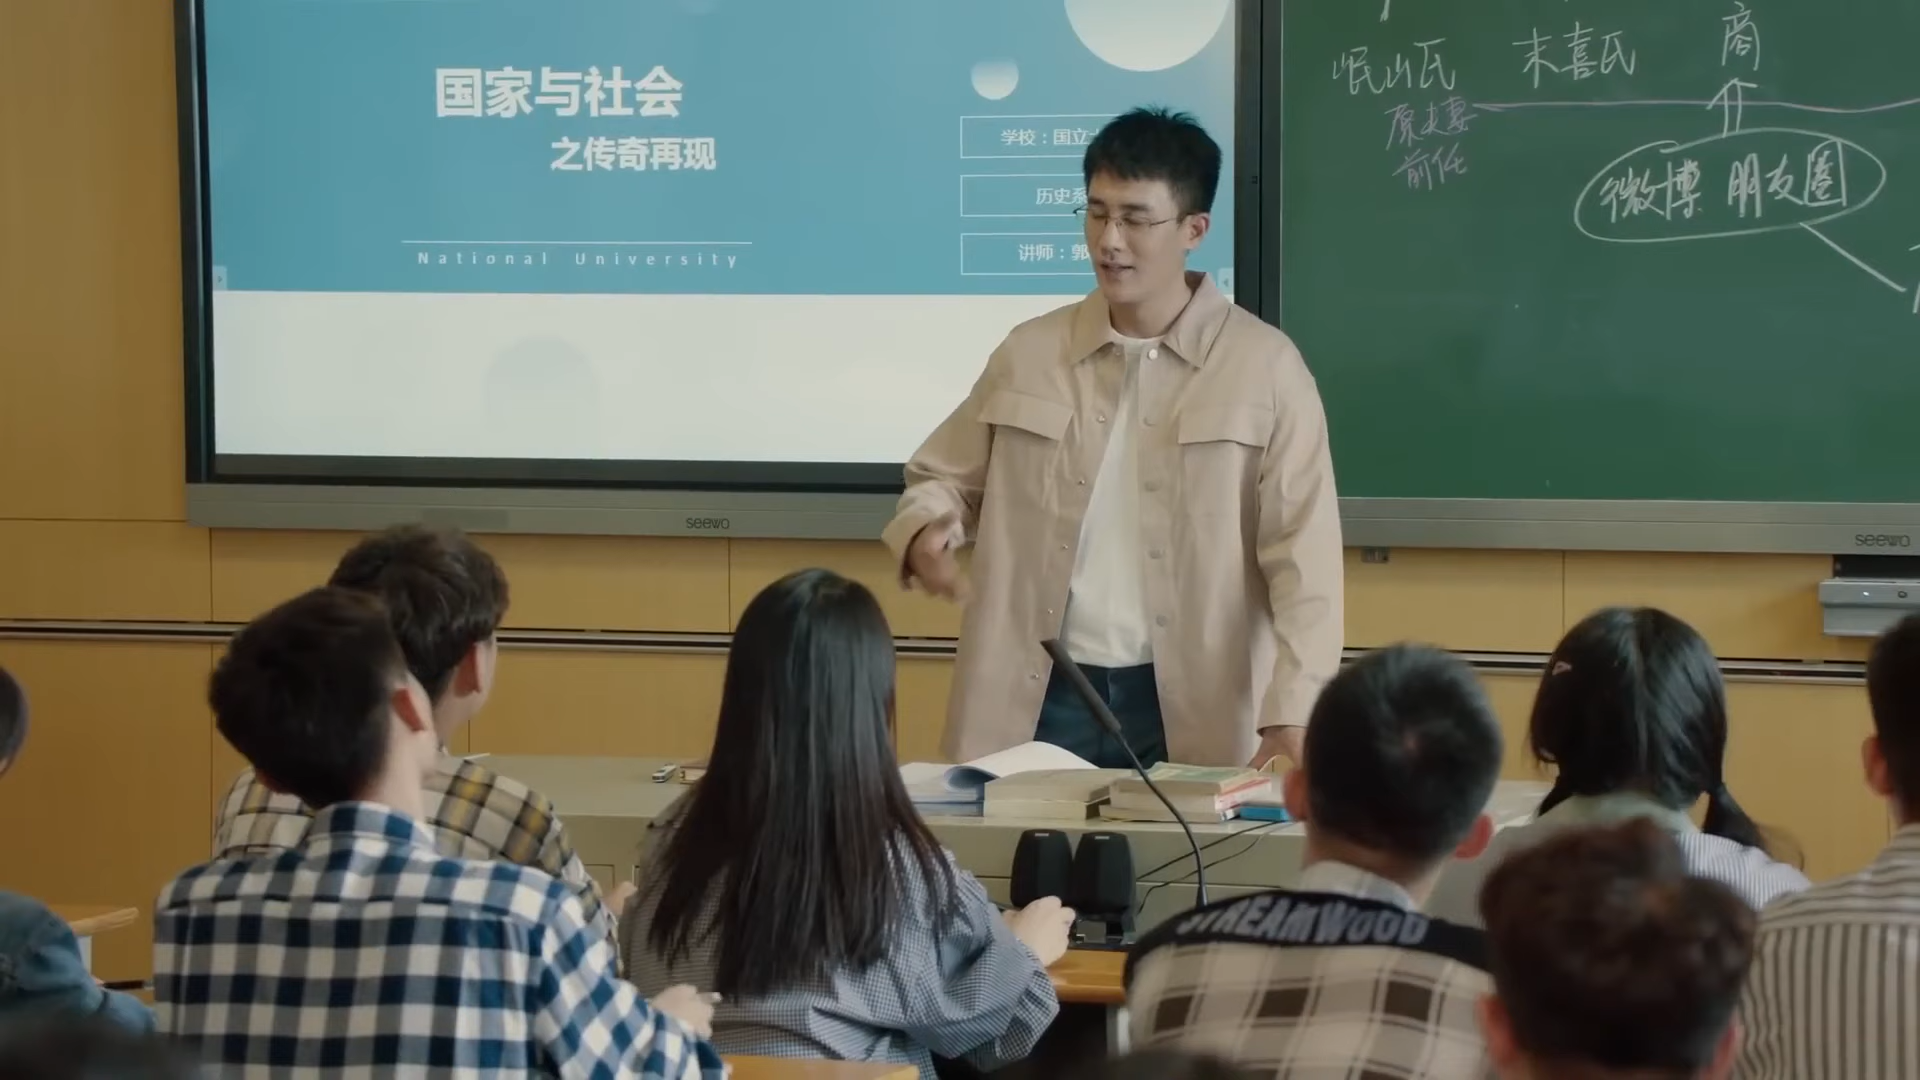 国家与社会
之传奇再现
National University
学校：国立
历史系
讲师：郭
seewo
岷山氏 末喜氏 商
原夫妻
前任
微博 朋友圈
seewo
STREAMWOOD